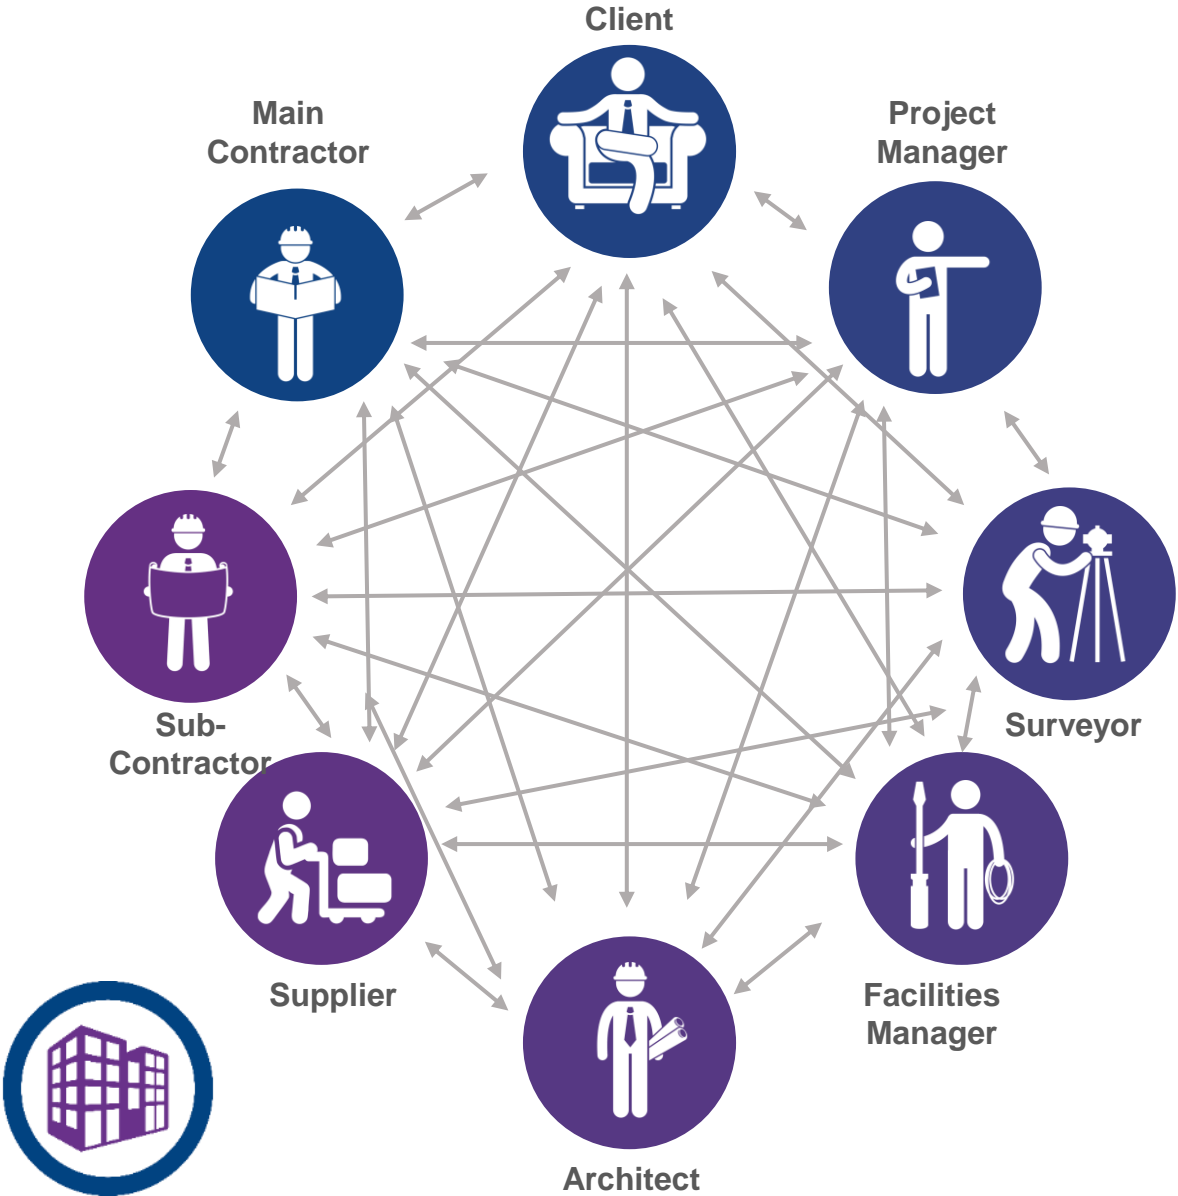 Client
Main
Contractor
Project
Manager
Sub-
Contractor
Surveyor
Supplier
Facilities
Manager
Architect